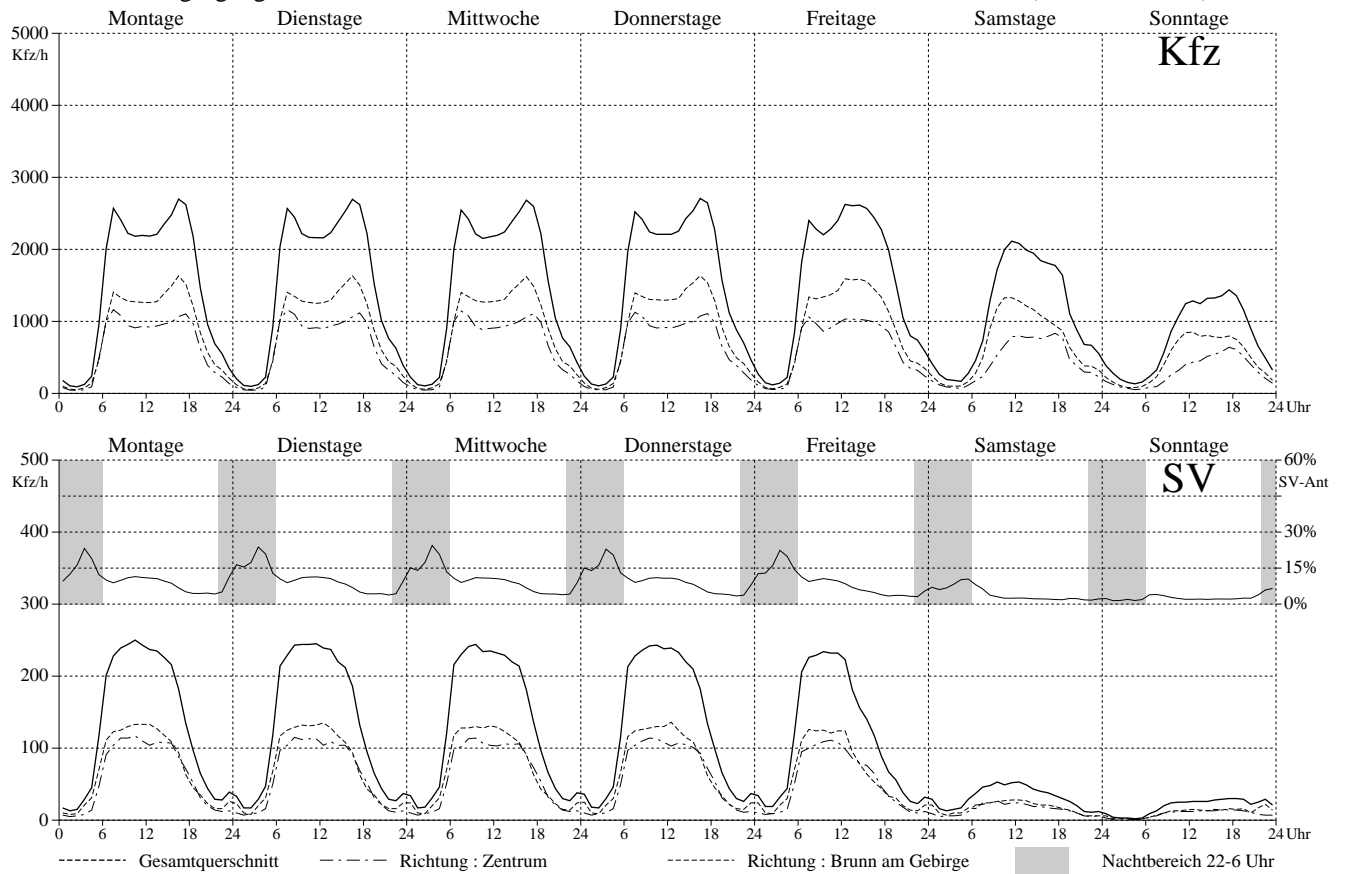 Montage Dienstage Mittwoche Donnerstage Freitage Samstage Sonntage
5000
Kfz/h
Kfz
4000
3000
2000
1000
0
0 6 12 18 24 6 12 18 24 6 12 18 24 6 12 18 24 6 12 18 24 6 12 18 24 6 12 18 24 Uhr
Montage Dienstage Mittwoche Donnerstage Freitage Samstage Sonntage
500 60%
Kfz/h SV SV-Ant
400 30%
15%
300 0%
200
100
0
0 6 12 18 24 6 12 18 24 6 12 18 24 6 12 18 24 6 12 18 24 6 12 18 24 6 12 18 24 Uhr
Gesamtquerschnitt Richtung : Zentrum Richtung : Brunn am Gebirge Nachtbereich 22-6 Uhr